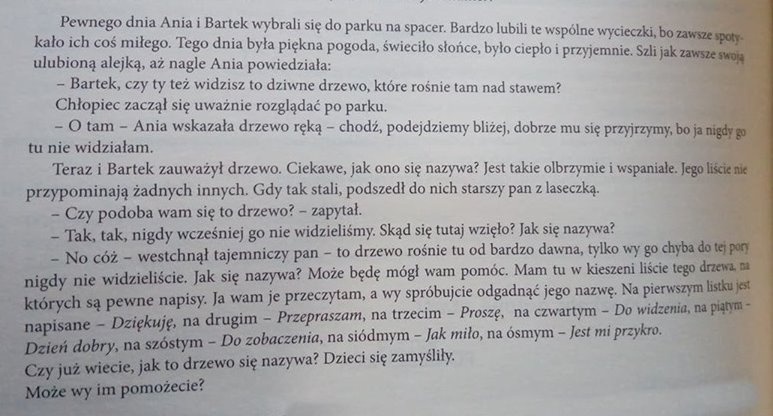 Pewnego dnia Ania i Bartek wybrali się do parku na spacer. Bardzo lubili te wspólne wycieczki, bo zawsze spoty-
kało ich coś miłego. Tego dnia była piękna pogoda, świeciło słońce, było ciepło i przyjemnie. Szli jak zawsze swoją
ulubioną alejką, aż nagle Ania powiedziała:
– Bartek, czy ty też widzisz to dziwne drzewo, które rośnie tam nad stawem?
Chłopiec zaczął się uważnie rozglądać po parku.
– O tam – Ania wskazała drzewo ręką – chodź, podejdziemy bliżej, dobrze mu się przyjrzymy, bo ja nigdy go
tu nie widziałam.
Teraz i Bartek zauważył drzewo. Ciekawe, jak ono się nazywa? Jest takie olbrzymie i wspaniałe. Jego liście nie
przypominają żadnych innych. Gdy tak stali, podszedł do nich starszy pan z laseczką.
– Czy podoba wam się to drzewo? – zapytał.
– Tak, tak, nigdy wcześniej go nie widzieliśmy. Skąd się tutaj wzięło? Jak się nazywa?
– No cóż – westchnął tajemniczy pan – to drzewo rośnie tu od bardzo dawna, tylko wy go chyba do tej pory
nigdy nie widzieliście. Jak się nazywa? Może będę mógł wam pomóc. Mam tu w kieszeni liście tego drzewa, na
których są pewne napisy. Ja wam je przeczytam, a wy spróbujcie odgadnąć jego nazwę. Na pierwszym listku jest
napisane – Dziękuję, na drugim – Przepraszam, na trzecim – Proszę, na czwartym – Do widzenia, na piątym –
Dzień dobry, na szóstym – Do zobaczenia, na siódmym – Jak miło, na ósmym – Jest mi przykro.
Czy już wiecie, jak to drzewo się nazywa? Dzieci się zamyśliły.
Może wy im pomożecie?